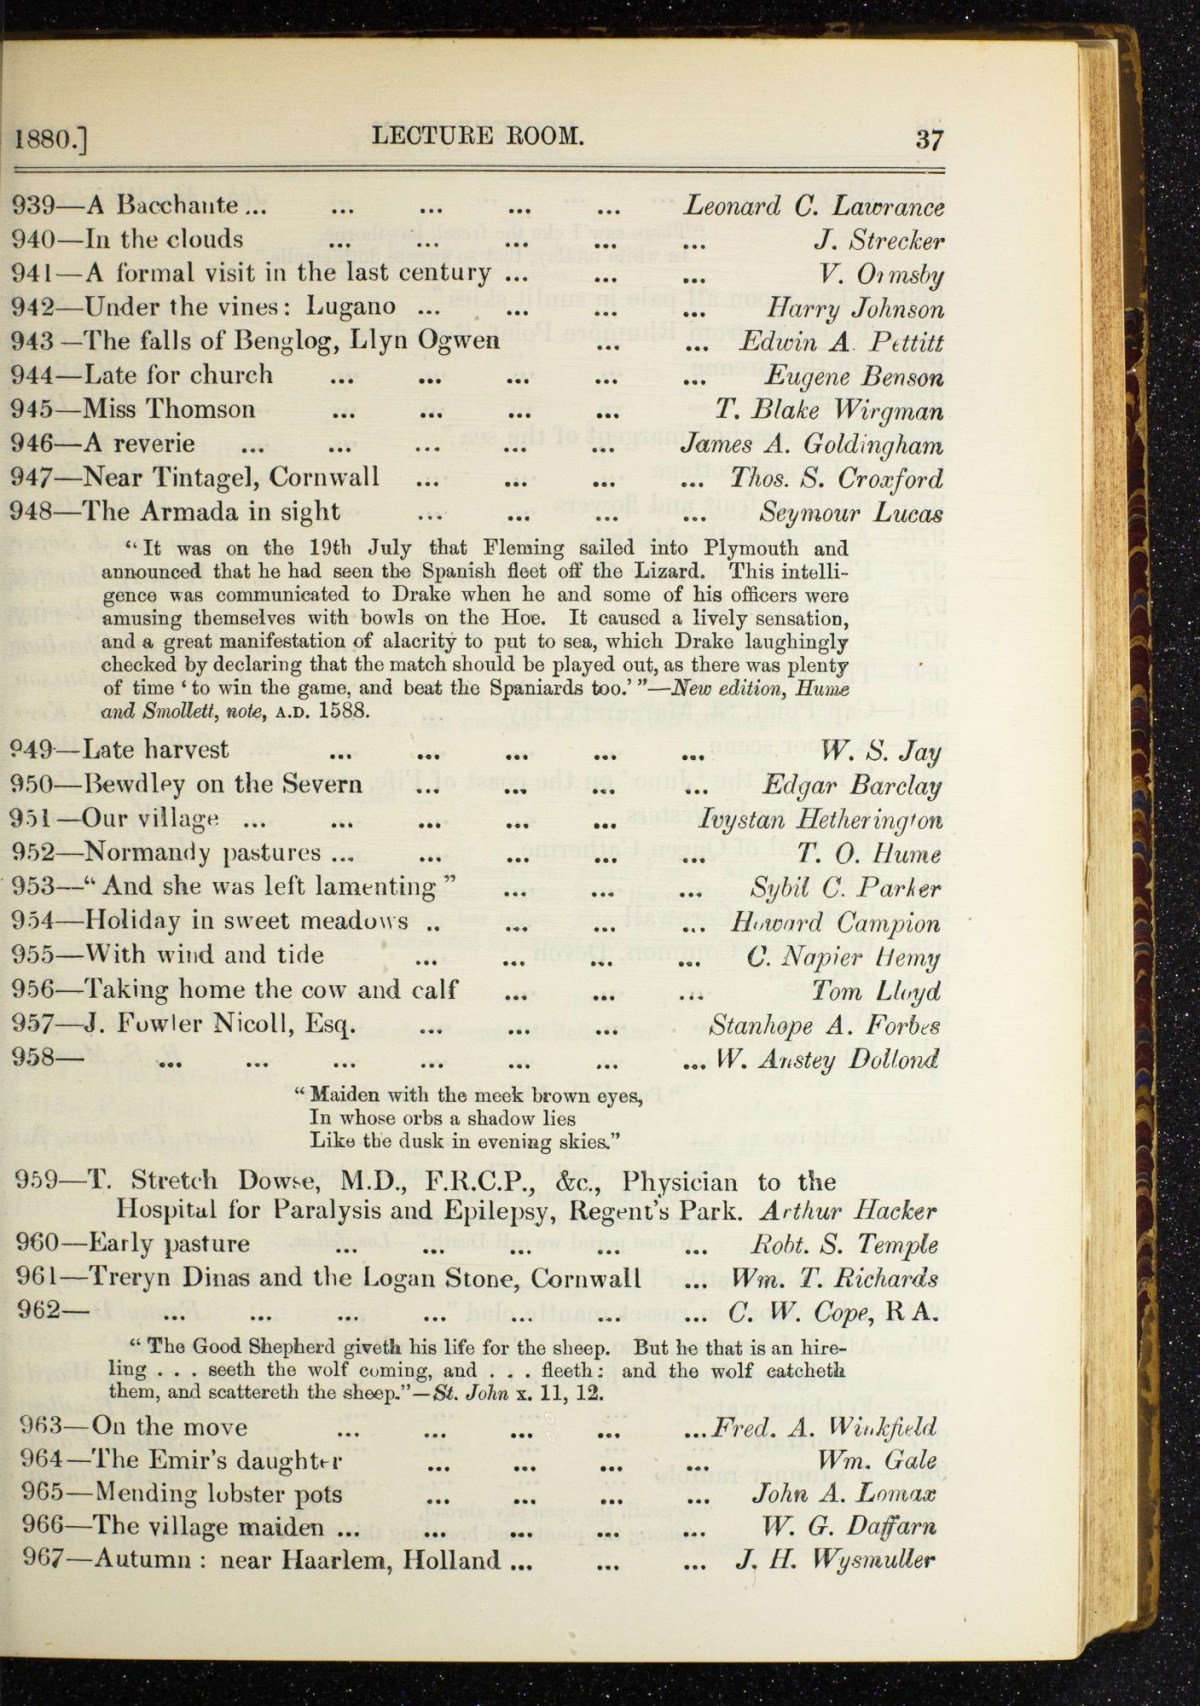 1880.] LECTURE ROOM. 37
939—A Bacchante ... ... ... ... ... Leonard C. Lawrance
940—In the clouds ... ... ... ... ... J. Strecker
941—A formal visit in the last century ... ... ... V. Ormsby
942—Under the vines: Lugano ... ... ... ... Harry Johnson
943—The falls of Benglog, Llyn Ogwen ... ... Edwin A. Pettitt
944—Late for church ... ... ... ... ... Eugene Benson
945—Miss Thomson ... ... ... ... T. Blake Wirgman
946—A reverie ... ... ... ... ... James A. Goldingham
947—Near Tintagel, Cornwall ... ... ... ... Thos. S. Croxford
948—The Armada in sight ... ... ... ... Seymour Lucas
“It was on the 19th July that Fleming sailed into Plymouth and
announced that he had seen the Spanish fleet off the Lizard. This intelli-
gence was communicated to Drake when he and some of his officers were
amusing themselves with bowls on the Hoe. It caused a lively sensation,
and a great manifestation of alacrity to put to sea, which Drake laughingly
checked by declaring that the match should be played out, as there was plenty
of time ‘to win the game, and beat the Spaniards too.’”—New edition, Hume
and Smollett, note, A.D. 1588.
949—Late harvest ... ... ... ... ... W. S. Jay
950—Bewdley on the Severn ... ... ... ... Edgar Barclay
951—Our village ... ... ... ... ... Ivystan Hetherington
952—Normandy pastures ... ... ... ... ... T. O. Hume
953—“And she was left lamenting” ... ... ... Sybil C. Parker
954—Holiday in sweet meadows .. ... ... ... Howard Campion
955—With wind and tide ... ... ... ... C. Napier Hemy
956—Taking home the cow and calf ... ... ... Tom Lloyd
957—J. Fowler Nicoll, Esq. ... ... ... Stanhope A. Forbes
958— ... ... ... ... ... ... ... W. Anstey Dollond
“Maiden with the meek brown eyes,
In whose orbs a shadow lies
Like the dusk in evening skies.”
959—T. Stretch Dowse, M.D., F.R.C.P., &c., Physician to the
Hospital for Paralysis and Epilepsy, Regent's Park. Arthur Hacker
960—Early pasture ... ... ... ... ... Robt. S. Temple
961—Treryn Dinas and the Logan Stone, Cornwall ... Wm. T. Richards
962— ... ... ... ... ... ... ... C. W. Cope, R A.
“The Good Shepherd giveth his life for the sheep. But he that is an hire-
ling . . . seeth the wolf coming, and . . . fleeth: and the wolf catcheth
them, and scattereth the sheep.”—St. John x. 11, 12.
963—On the move ... ... ... ... ... Fred. A. Winkfield
964—The Emir's daughter ... ... ... ... Wm. Gale
965—Mending lobster pots ... ... ... ... John A. Lomax
966—The village maiden ... ... ... ... ... W. G. Daffarn
967—Autumn: near Haarlem, Holland ... ... ... J. H. Wysmuller